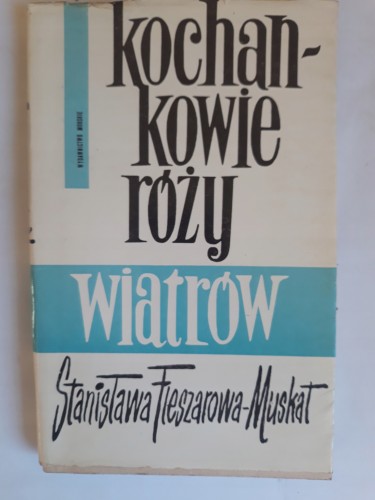 kochan-
kowie
róży
wiatrów
Stanisława Fleszarowa-Muskat